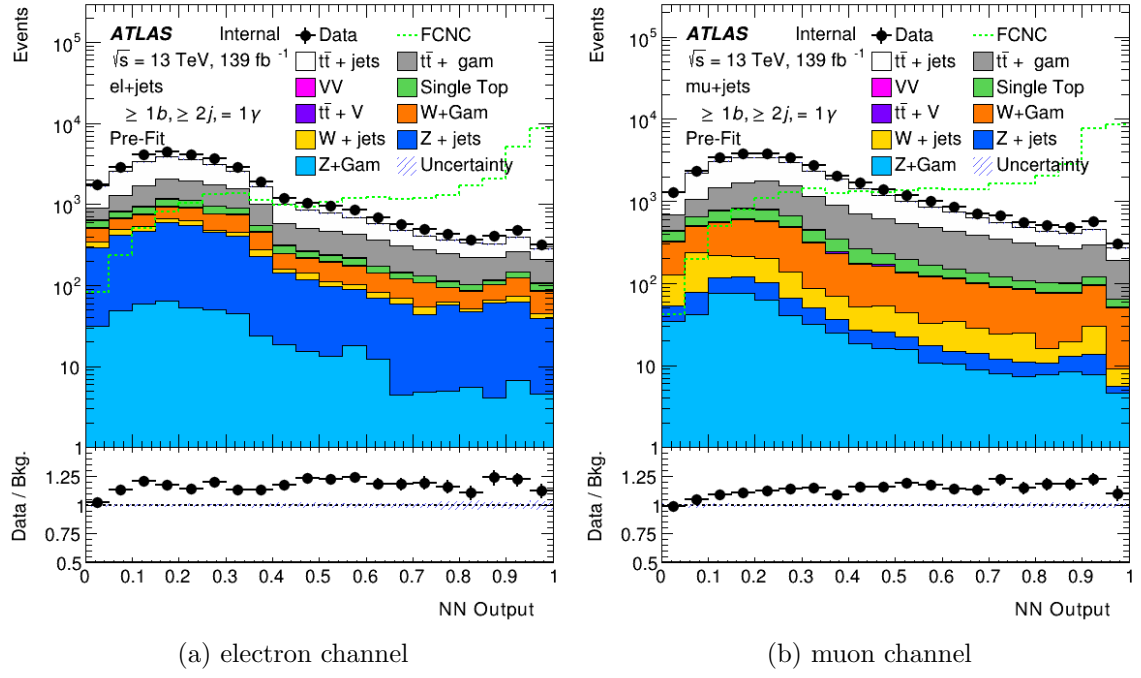 Events
10^5
10^4
10^3
10^2
10
1
ATLAS Internal
√s = 13 TeV, 139 fb -1
el+jets
≥ 1b, ≥ 2j, = 1γ
Pre-Fit
Data FCNC
tt̄ + jets tt̄ + gam
VV Single Top
tt̄ + V W+Gam
W + jets Z + jets
Z+Gam Uncertainty
Data / Bkg.
1.25
1
0.75
0.5
0 0.1 0.2 0.3 0.4 0.5 0.6 0.7 0.8 0.9 1
NN Output
(a) electron channel
Events
10^5
10^4
10^3
10^2
10
1
ATLAS Internal
√s = 13 TeV, 139 fb -1
mu+jets
≥ 1b, ≥ 2j, = 1γ
Pre-Fit
Data FCNC
tt̄ + jets tt̄ + gam
VV Single Top
tt̄ + V W+Gam
W + jets Z + jets
Z+Gam Uncertainty
Data / Bkg.
1.25
1
0.75
0.5
0 0.1 0.2 0.3 0.4 0.5 0.6 0.7 0.8 0.9 1
NN Output
(b) muon channel